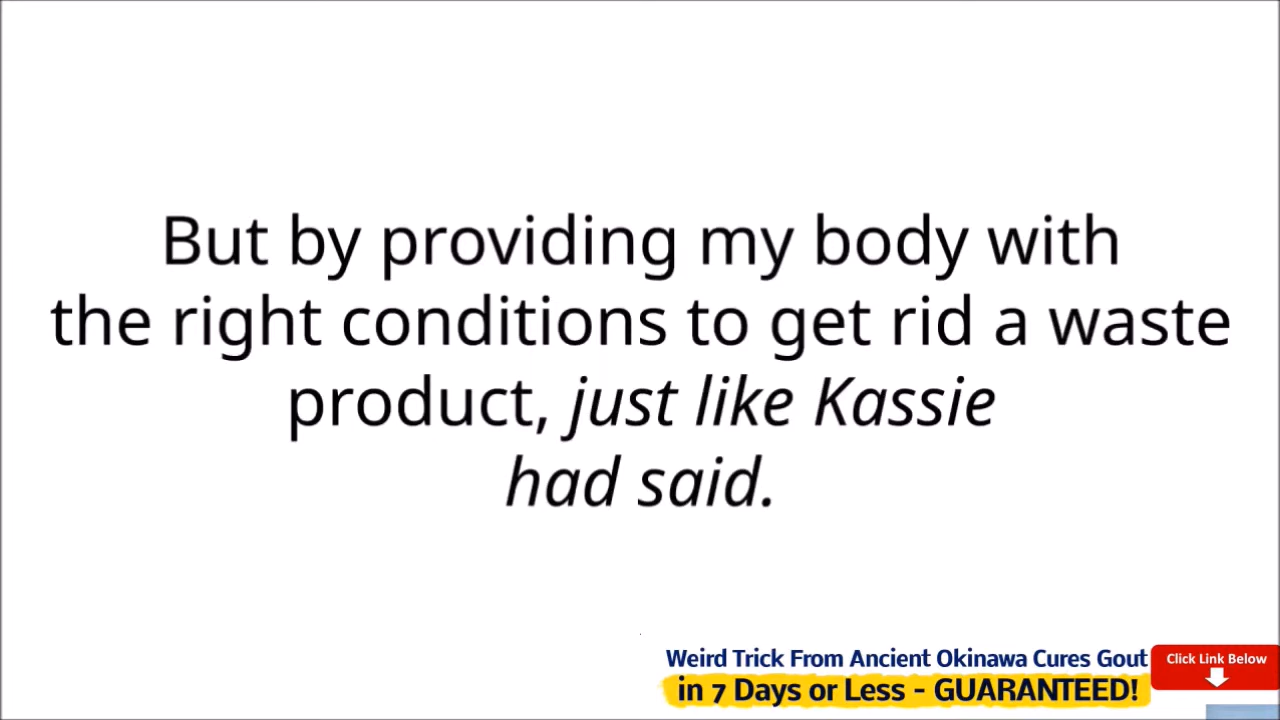 But by providing my body with
the right conditions to get rid a waste
product, just like Kassie
had said.
Weird Trick From Ancient Okinawa Cures Gout
in 7 Days or Less - GUARANTEED!
Click Link Below